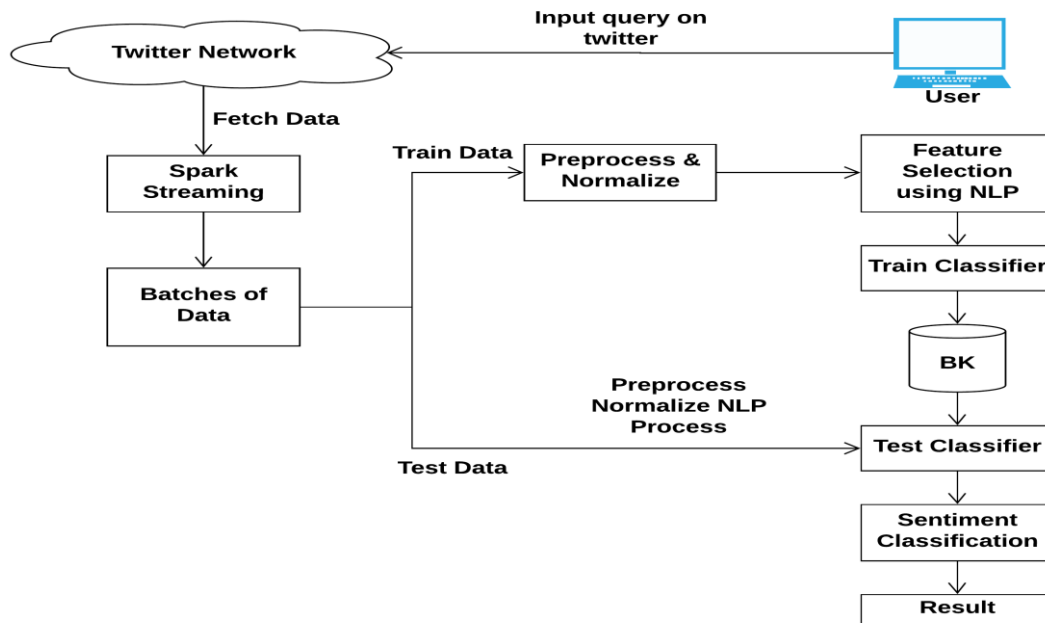 Input query on
twitter
Twitter Network
User
Fetch Data
Spark
Streaming
Train Data
Preprocess &
Normalize
Feature
Selection
using NLP
Train Classifier
Batches of
Data
BK
Preprocess
Normalize NLP
Process
Test Data
Test Classifier
Sentiment
Classification
Result